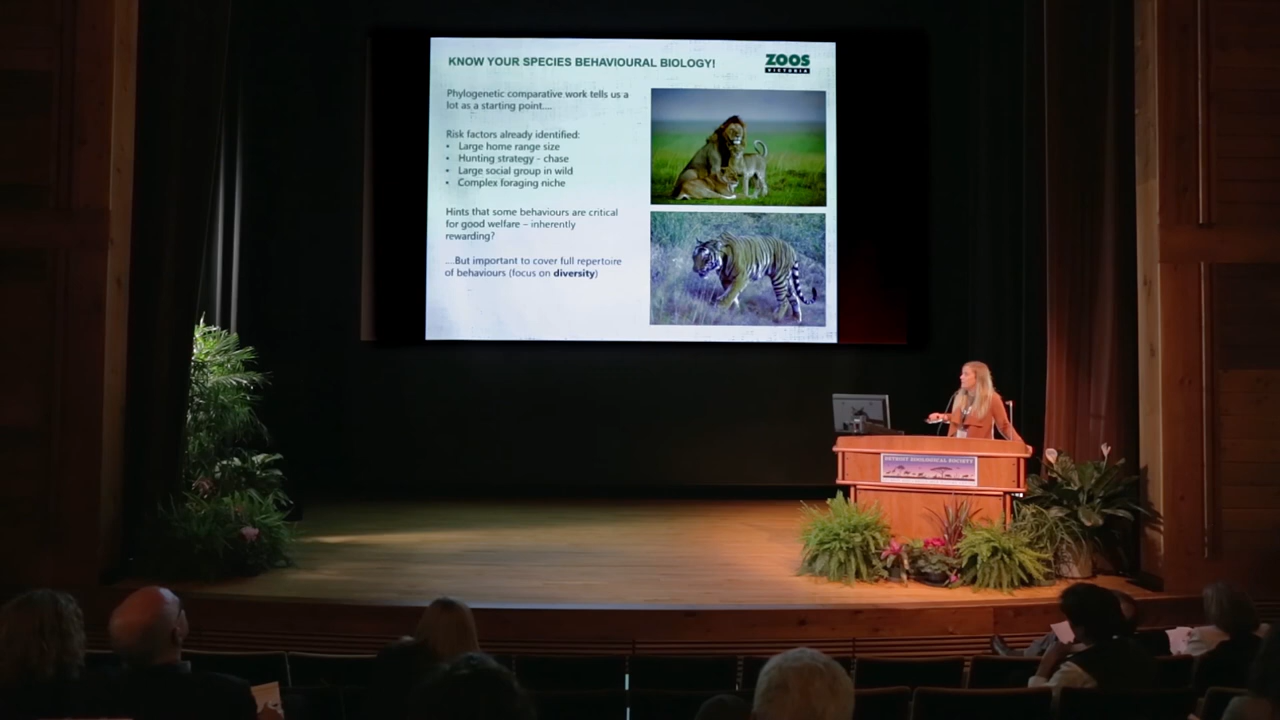 KNOW YOUR SPECIES BEHAVIOURAL BIOLOGY!
ZOOS
VICTORIA
Phylogenetic comparative work tells us a
lot as a starting point....
Risk factors already identified:
• Large home range size
• Hunting strategy - chase
• Large social group in wild
• Complex foraging niche
Hints that some behaviours are critical
for good welfare – inherently
rewarding?
....But important to cover full repertoire
of behaviours (focus on diversity)
DETROIT ZOOLOGICAL SOCIETY